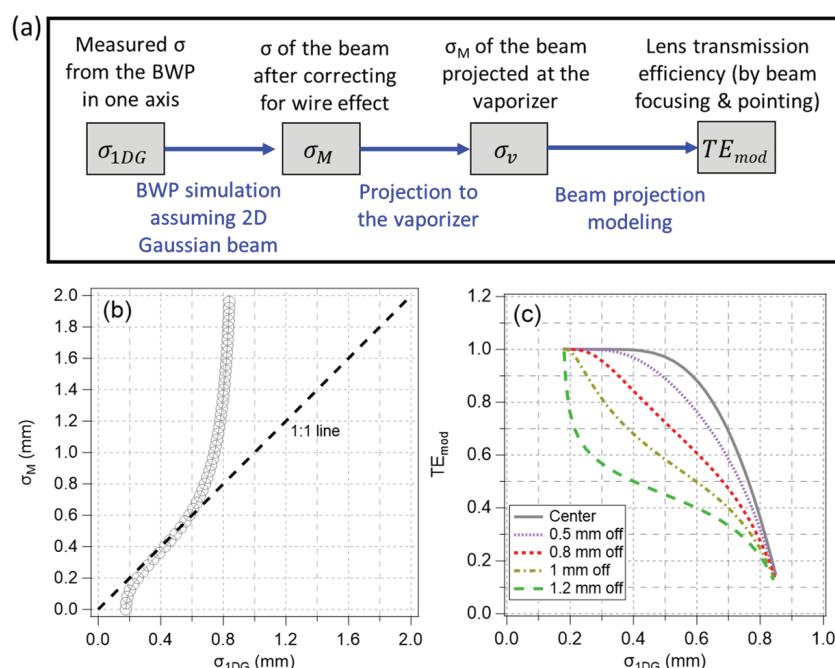 (a)
Measured σ
from the BWP
in one axis
σ of the beam
after correcting
for wire effect
σM of the beam
projected at the
vaporizer
Lens transmission
efficiency (by beam
focusing & pointing)
σ1DG
σM
σv
TEmod
BWP simulation
assuming 2D
Gaussian beam
Projection to
the vaporizer
Beam projection
modeling
(b)
2.0
1.8
1.6
1.4
1.2
1.0
0.8
0.6
0.4
0.2
0.0
σM (mm)
1:1 line
0.0 0.4 0.8 1.2 1.6 2.0
σ1DG (mm)
(c)
1.2
1.0
0.8
0.6
0.4
0.2
0.0
TEmod
Center
0.5 mm off
0.8 mm off
1 mm off
1.2 mm off
0.0 0.2 0.4 0.6 0.8 1.0
σ1DG (mm)